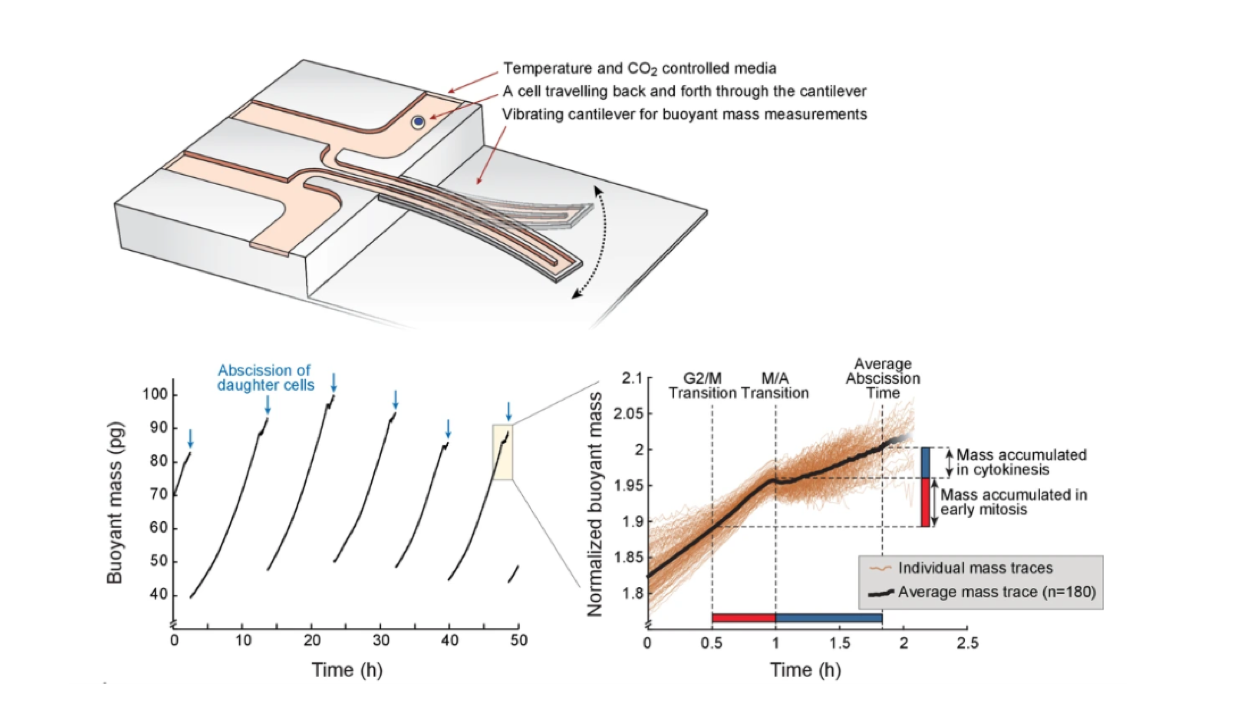 Temperature and CO2 controlled media
A cell travelling back and forth through the cantilever
Vibrating cantilever for buoyant mass measurements
Abscission of
daughter cells
Buoyant mass (pg)
100
90
80
70
60
50
40
0
10
20
30
40
50
Time (h)
Average
Abscission
Time
G2/M
Transition
M/A
Transition
Normalized buoyant mass
2.1
2.05
2
1.95
1.9
1.85
1.8
Mass accumulated
in cytokinesis
Mass accumulated in
early mitosis
Individual mass traces
Average mass trace (n=180)
0
0.5
1
1.5
2
2.5
Time (h)